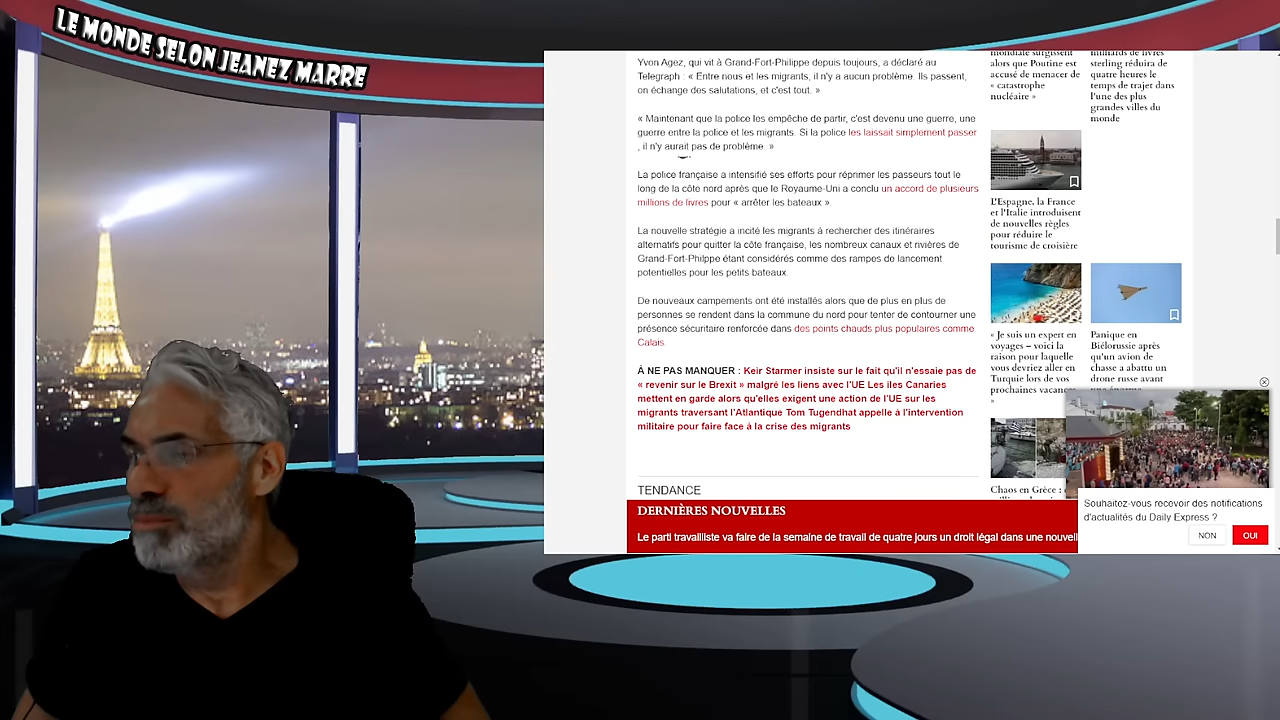 LE MONDE SELON JEANEZ MARRE
Yvon Agez, qui vit à Grand-Fort-Philippe depuis toujours, a déclaré au
Telegraph : « Entre nous et les migrants, il n'y a aucun problème. Ils passent,
on échange des salutations, et c'est tout. »
« Maintenant que la police les empêche de partir, c'est devenu une guerre, une
guerre entre la police et les migrants. Si la police les laissait simplement passer
, il n'y aurait pas de problème. »
La police française a intensifié ses efforts pour réprimer les passeurs tout le
long de la côte nord après que le Royaume-Uni a conclu un accord de plusieurs
millions de livres pour « arrêter les bateaux ».
La nouvelle stratégie a incité les migrants à rechercher des itinéraires
alternatifs pour quitter la côte française, les nombreux canaux et rivières de
Grand-Fort-Philppe étant considérés comme des rampes de lancement
potentielles pour les petits bateaux.
De nouveaux campements ont été installés alors que de plus en plus de
personnes se rendent dans la commune du nord pour tenter de contourner une
présence sécuritaire renforcée dans des points chauds plus populaires comme
Calais.
À NE PAS MANQUER : Keir Starmer insiste sur le fait qu'il n'essaie pas de
« revenir sur le Brexit » malgré les liens avec l'UE Les îles Canaries
mettent en garde alors qu'elles exigent une action de l'UE sur les
migrants traversant l'Atlantique Tom Tugendhat appelle à l'intervention
militaire pour faire face à la crise des migrants
TENDANCE
DERNIÈRES NOUVELLES
Le parti travailliste va faire de la semaine de travail de quatre jours un droit légal dans une nouvell
mondiale surgissent
alors que Poutine est
accusé de menacer de
« catastrophe
nucléaire »
milliards de livres
sterling réduira de
quatre heures le
temps de trajet dans
l'une des plus
grandes villes du
monde
L'Espagne, la France
et l'Italie introduisent
de nouvelles règles
pour réduire le
tourisme de croisière
« Je suis un expert en
voyages – voici la
raison pour laquelle
vous devriez aller en
Turquie lors de vos
prochaines vacances
»
Panique en
Biélorussie après
qu'un avion de
chasse a abattu un
drone russe avant
Chaos en Grèce :
Souhaitez-vous recevoir des notifications
d'actualités du Daily Express ?
NON
OUI